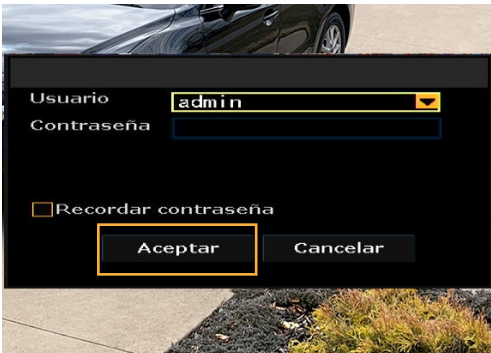 Usuario
admin
Contraseña
Recordar contraseña
Aceptar
Cancelar